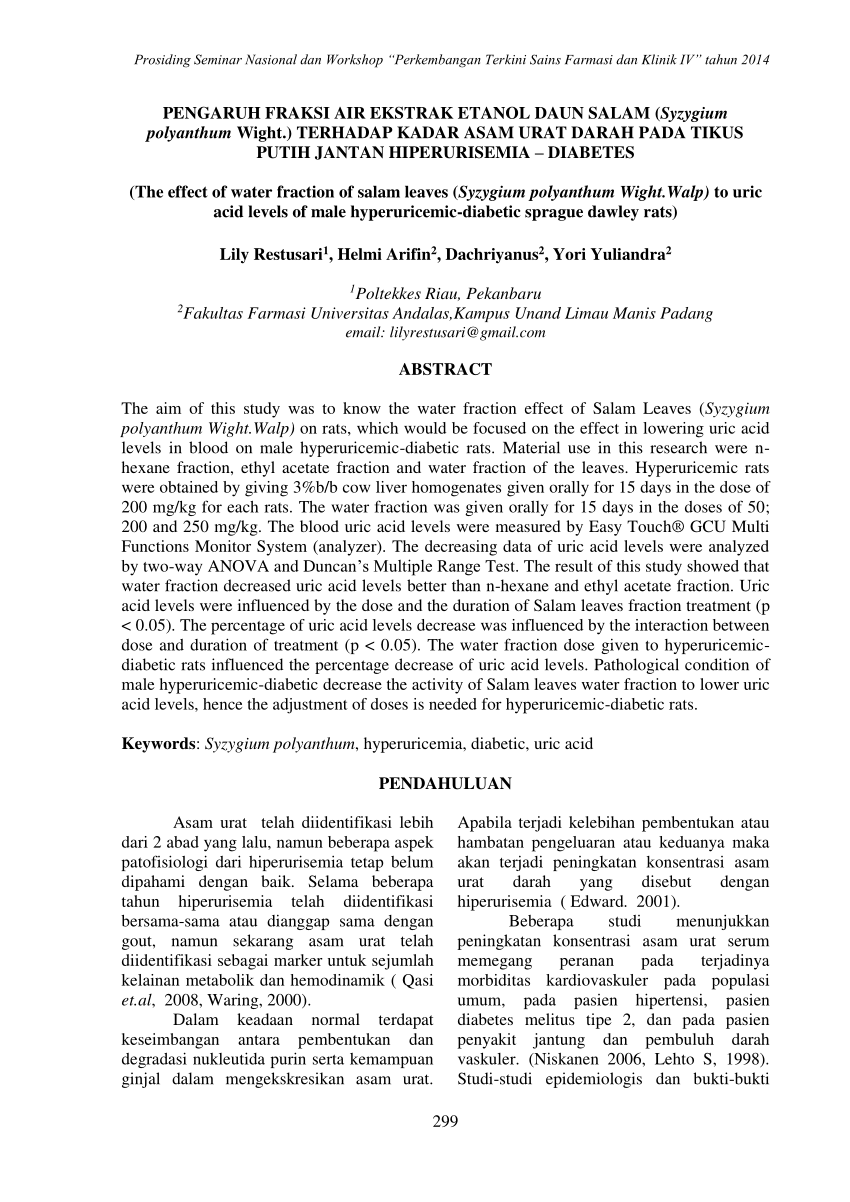 Prosiding Seminar Nasional dan Workshop “Perkembangan Terkini Sains Farmasi dan Klinik IV” tahun 2014
PENGARUH FRAKSI AIR EKSTRAK ETANOL DAUN SALAM (Syzygium
polyanthum Wight.) TERHADAP KADAR ASAM URAT DARAH PADA TIKUS
PUTIH JANTAN HIPERURISEMIA – DIABETES
(The effect of water fraction of salam leaves (Syzygium polyanthum Wight.Walp) to uric
acid levels of male hyperuricemic-diabetic sprague dawley rats)
Lily Restusari1, Helmi Arifin2, Dachriyanus2, Yori Yuliandra2
1Poltekkes Riau, Pekanbaru
2Fakultas Farmasi Universitas Andalas,Kampus Unand Limau Manis Padang
email: lilyrestusari@gmail.com
ABSTRACT
The aim of this study was to know the water fraction effect of Salam Leaves (Syzygium
polyanthum Wight.Walp) on rats, which would be focused on the effect in lowering uric acid
levels in blood on male hyperuricemic-diabetic rats. Material use in this research were n-
hexane fraction, ethyl acetate fraction and water fraction of the leaves. Hyperuricemic rats
were obtained by giving 3%b/b cow liver homogenates given orally for 15 days in the dose of
200 mg/kg for each rats. The water fraction was given orally for 15 days in the doses of 50;
200 and 250 mg/kg. The blood uric acid levels were measured by Easy Touch® GCU Multi
Functions Monitor System (analyzer). The decreasing data of uric acid levels were analyzed
by two-way ANOVA and Duncan’s Multiple Range Test. The result of this study showed that
water fraction decreased uric acid levels better than n-hexane and ethyl acetate fraction. Uric
acid levels were influenced by the dose and the duration of Salam leaves fraction treatment (p
< 0.05). The percentage of uric acid levels decrease was influenced by the interaction between
dose and duration of treatment (p < 0.05). The water fraction dose given to hyperuricemic-
diabetic rats influenced the percentage decrease of uric acid levels. Pathological condition of
male hyperuricemic-diabetic decrease the activity of Salam leaves water fraction to lower uric
acid levels, hence the adjustment of doses is needed for hyperuricemic-diabetic rats.
Keywords: Syzygium polyanthum, hyperuricemia, diabetic, uric acid
PENDAHULUAN
Asam urat telah diidentifikasi lebih
dari 2 abad yang lalu, namun beberapa aspek
patofisiologi dari hiperurisemia tetap belum
dipahami dengan baik. Selama beberapa
tahun hiperurisemia telah diidentifikasi
bersama-sama atau dianggap sama dengan
gout, namun sekarang asam urat telah
diidentifikasi sebagai marker untuk sejumlah
kelainan metabolik dan hemodinamik ( Qasi
et.al, 2008, Waring, 2000).
Dalam keadaan normal terdapat
keseimbangan antara pembentukan dan
degradasi nukleutida purin serta kemampuan
ginjal dalam mengekskresikan asam urat.
Apabila terjadi kelebihan pembentukan atau
hambatan pengeluaran atau keduanya maka
akan terjadi peningkatan konsentrasi asam
urat darah yang disebut dengan
hiperurisemia ( Edward. 2001).
Beberapa studi menunjukkan
peningkatan konsentrasi asam urat serum
memegang peranan pada terjadinya
morbiditas kardiovaskuler pada populasi
umum, pada pasien hipertensi, pasien
diabetes melitus tipe 2, dan pada pasien
penyakit jantung dan pembuluh darah
vaskuler. (Niskanen 2006, Lehto S, 1998).
Studi-studi epidemiologis dan bukti-bukti
299